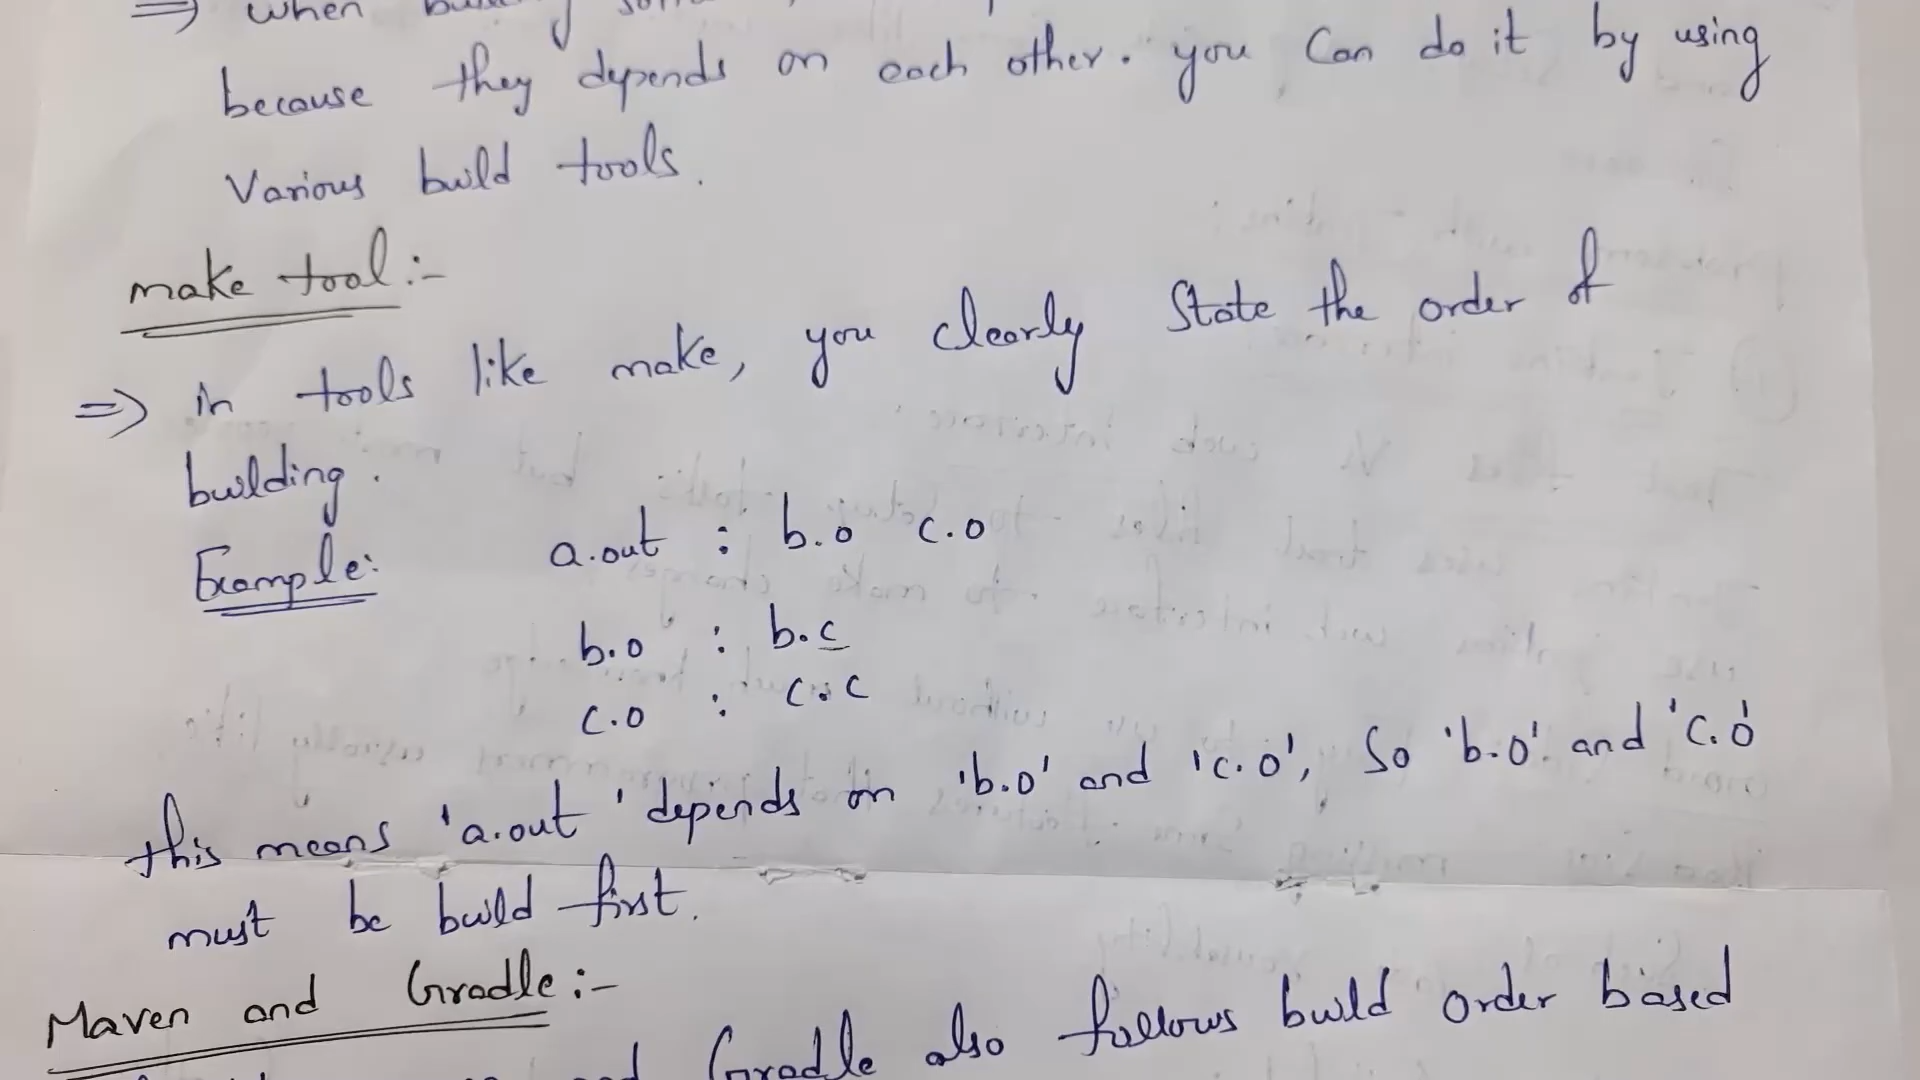 => when
because they depends on each other. you can do it by using
Various build tools.
make tool :-
=> in tools like make, you clearly State the order of
building.
Example: a.out : b.o c.o
b.o : b.c
c.o : c.c
this means 'a.out' depends on 'b.o' and 'c.o', So 'b.o' and 'c.o'
must be build first.
Maven and Gradle :-
Gradle also follows build order based